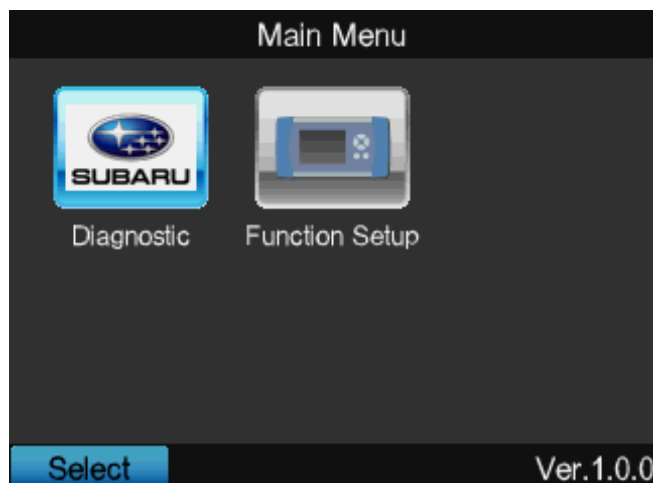 Main Menu
SUBARU
Diagnostic
Function Setup
Select
Ver.1.0.0